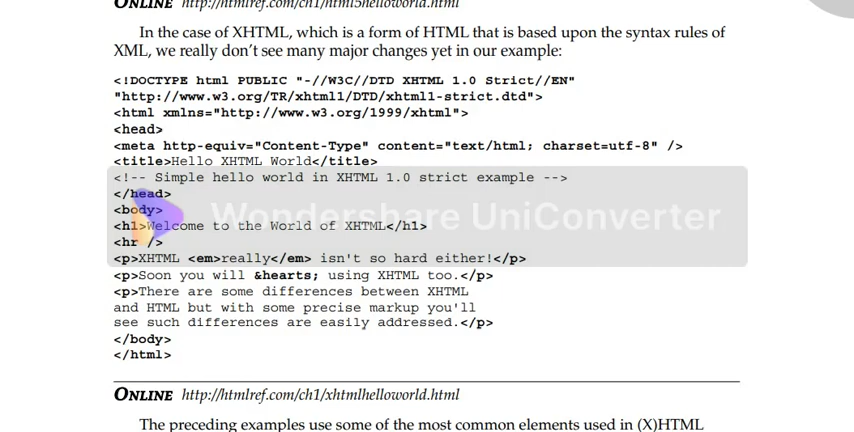 ONLINE http://htmlref.com/ch1/html5helloworld.html
In the case of XHTML, which is a form of HTML that is based upon the syntax rules of
XML, we really don't see many major changes yet in our example:
<!DOCTYPE html PUBLIC "-//W3C//DTD XHTML 1.0 Strict//EN"
"http://www.w3.org/TR/xhtml1/DTD/xhtml1-strict.dtd">
<html xmlns="http://www.w3.org/1999/xhtml">
<head>
<meta http-equiv="Content-Type" content="text/html; charset=utf-8" />
<title>Hello XHTML World</title>
<!-- Simple hello world in XHTML 1.0 strict example -->
</head>
<body>
Wondershare UniConverter
<h1>Welcome to the World of XHTML</h1>
<hr />
<p>XHTML <em>really</em> isn't so hard either!</p>
<p>Soon you will &hearts; using XHTML too.</p>
<p>There are some differences between XHTML
and HTML but with some precise markup you'll
see such differences are easily addressed.</p>
</body>
</html>
ONLINE http://htmlref.com/ch1/xhtmlhelloworld.html
The preceding examples use some of the most common elements used in (X)HTML